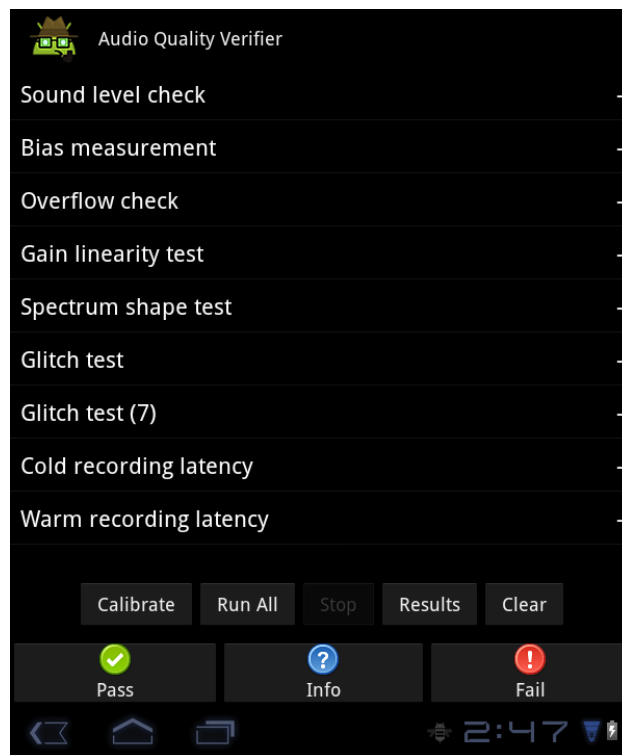 Audio Quality Verifier
Sound level check -
Bias measurement -
Overflow check -
Gain linearity test -
Spectrum shape test -
Glitch test -
Glitch test (7) -
Cold recording latency -
Warm recording latency -
Calibrate Run All Stop Results Clear
Pass Info Fail
2:47